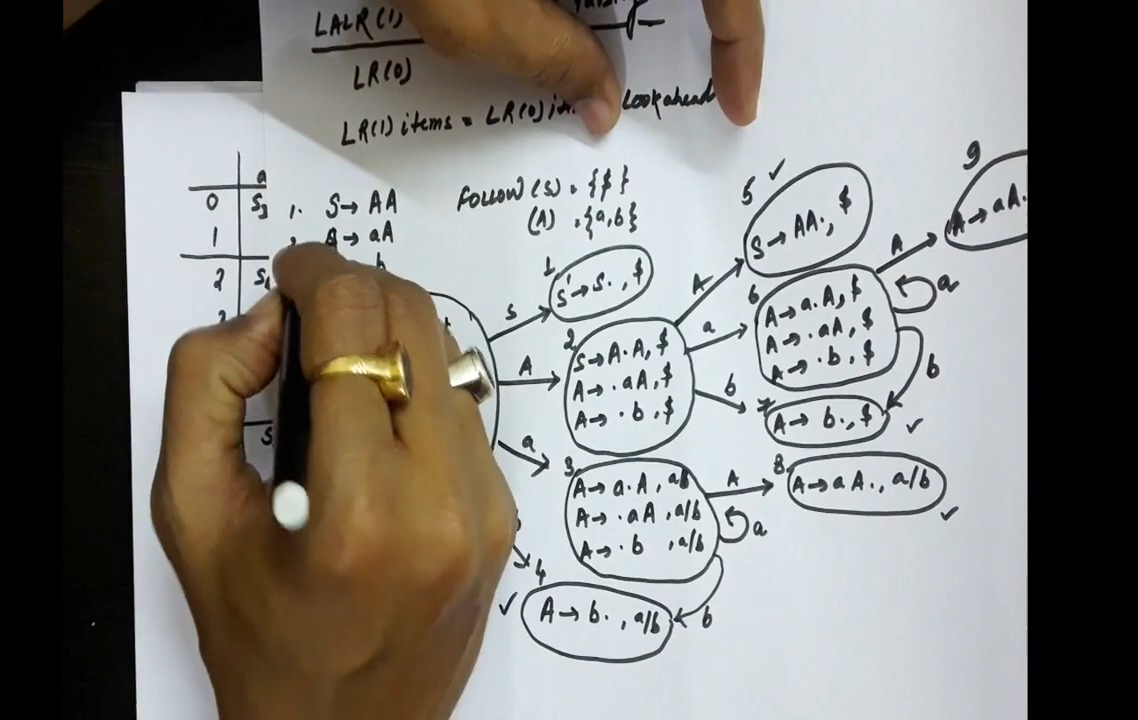 LALR(1)
LR(0)
LR(1) items = LR(0) Lookahead
a
0 S3
1
2
1. S→AA
A→aA
b
FOLLOW(S) = {$}
(A) = {a,b}
S
A
a
1
S'→S., $
2
S→A.A, $
A→.aA, $
A→.b, $
3
A→a.A, a/b
A→.aA, a/b
A→.b , a/b
4
A→b., a/b
A
a
b
5
S→AA., $
6
A→a.A, $
A→.aA, $
A→.b, $
7
A→b., $
A
8.
A→aA., a/b
a
b
A
a
b
9
A→aA.